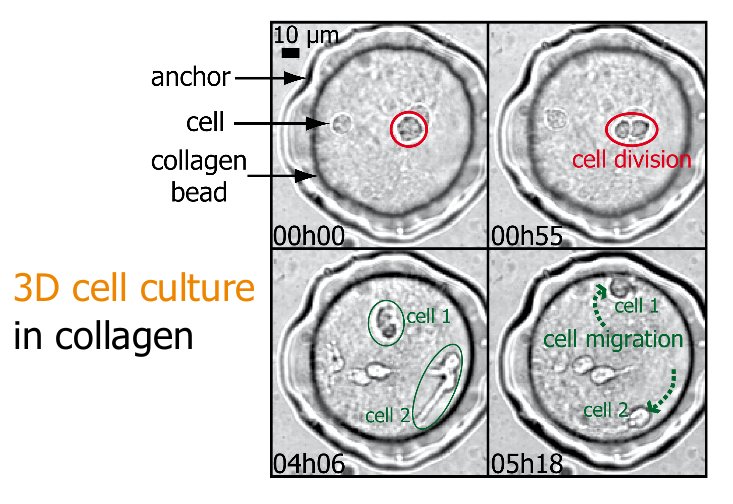 10 µm
anchor
cell
collagen
bead
00h00
cell division
00h55
3D cell culture
in collagen
cell 1
cell 2
04h06
cell 1
cell migration
cell 2
05h18